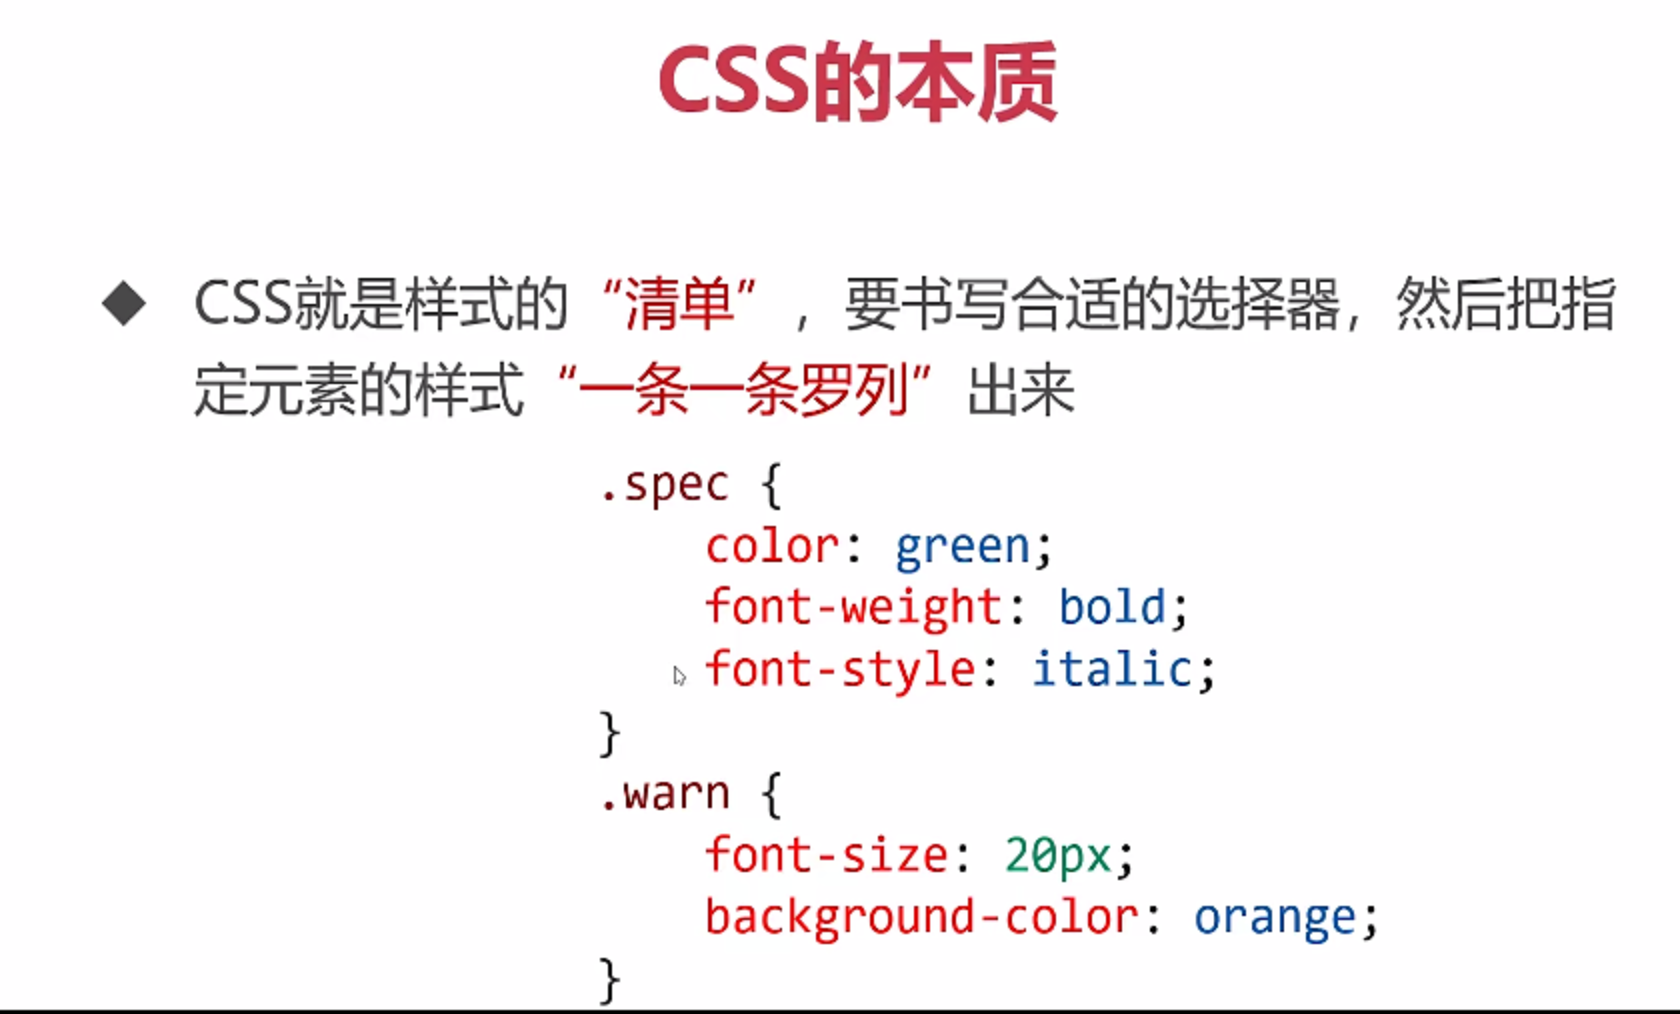 CSS的本质
CSS就是样式的“清单”，要书写合适的选择器，然后把指
定元素的样式“一条一条罗列”出来
.spec {
    color: green;
    font-weight: bold;
    font-style: italic;
}
.warn {
    font-size: 20px;
    background-color: orange;
}